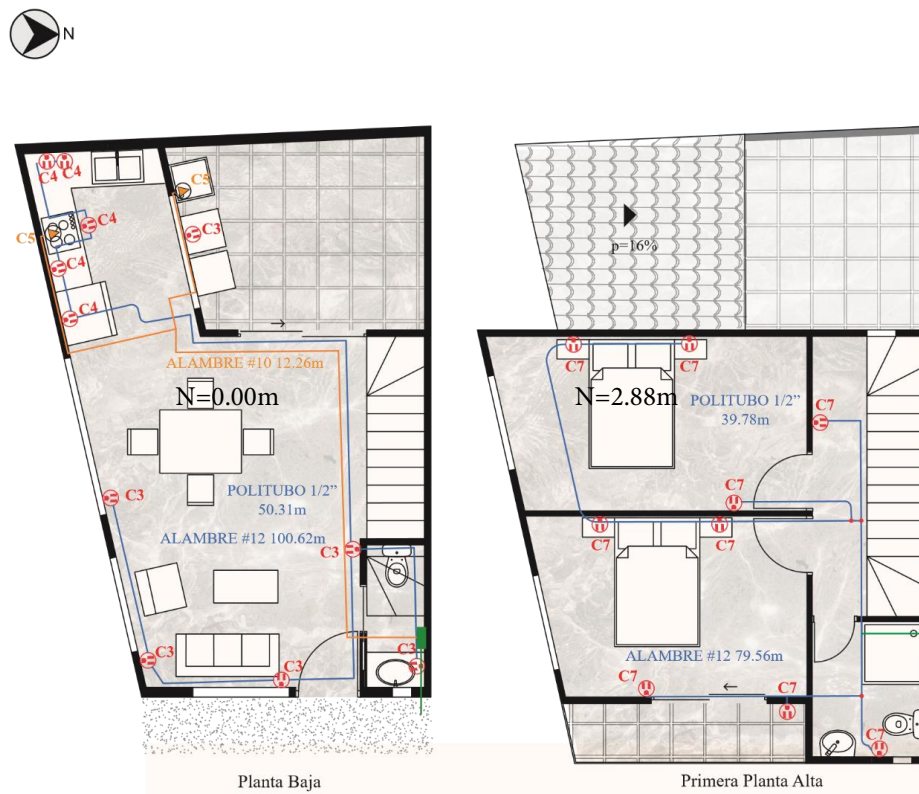 N
C4 C4
C5
C4
C3
C5
C4
C4
ALAMBRE #10 12.26m
N=0.00m
POLITUBO 1/2”
50.31m
C3
ALAMBRE #12 100.62m
C3
C3
C3
C3
Planta Baja
p=16%
C7
C7
N=2.88m
POLITUBO 1/2”
39.78m
C7
C7
C7
C7
ALAMBRE #12 79.56m
C7
C7
C7
Primera Planta Alta